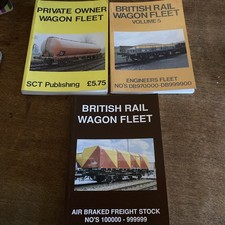 PRIVATE OWNER
WAGON FLEET
SCT Publishing
£5.75
BRITISH RAIL
WAGON FLEET
VOLUME 5
ENGINEERS FLEET
NO'S DB970000-DB999900
BRITISH RAIL
WAGON FLEET
AIR BRAKED FREIGHT STOCK
NO'S 100000 - 999999